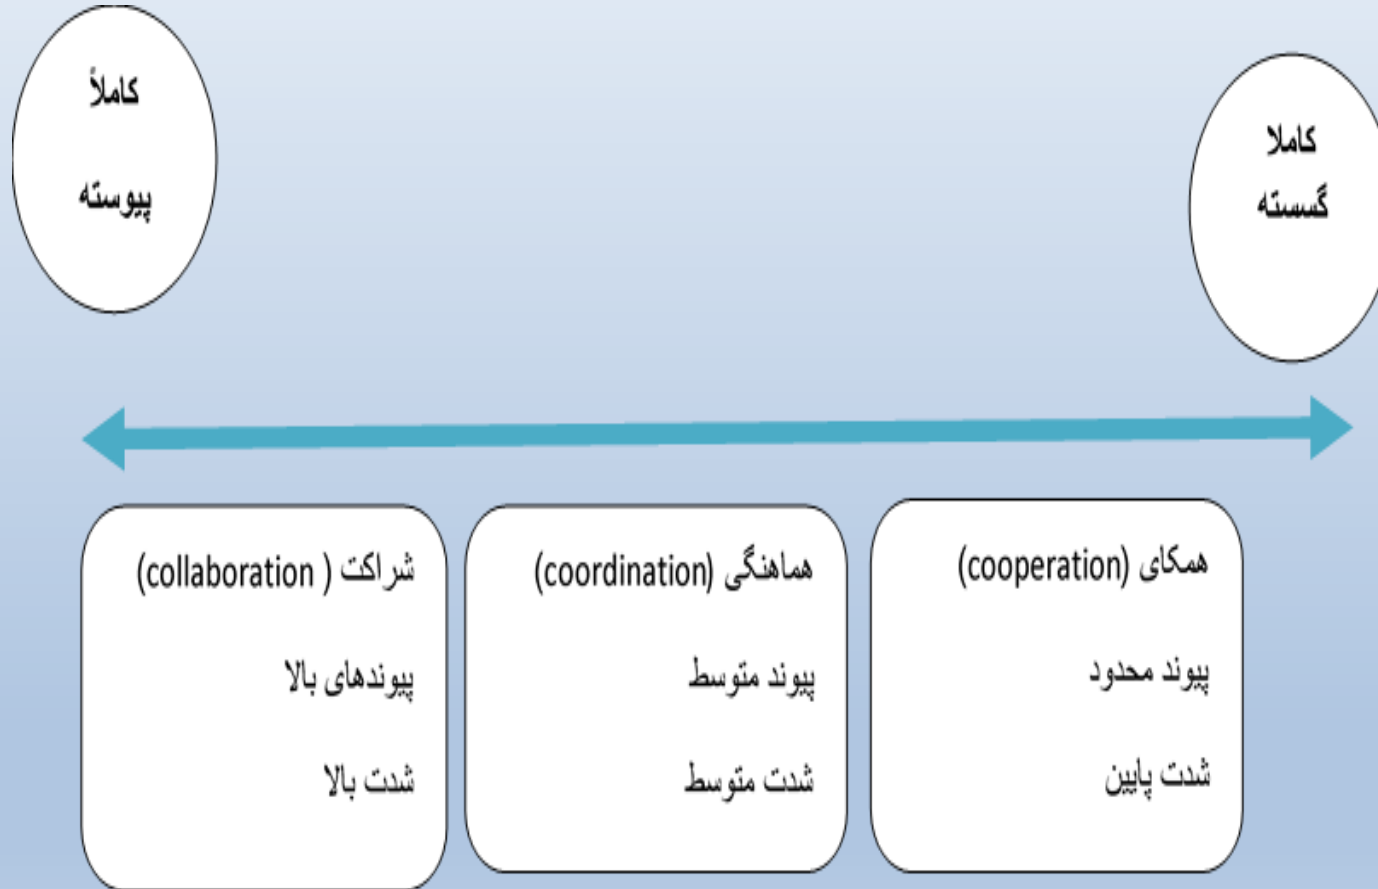 کاملا
گسسته
کاملاً
پیوسته
همکای (cooperation)
پیوند محدود
شدت پایین
هماهنگی (coordination)
پیوند متوسط
شدت متوسط
شراکت ( collaboration)
پیوندهای بالا
شدت بالا